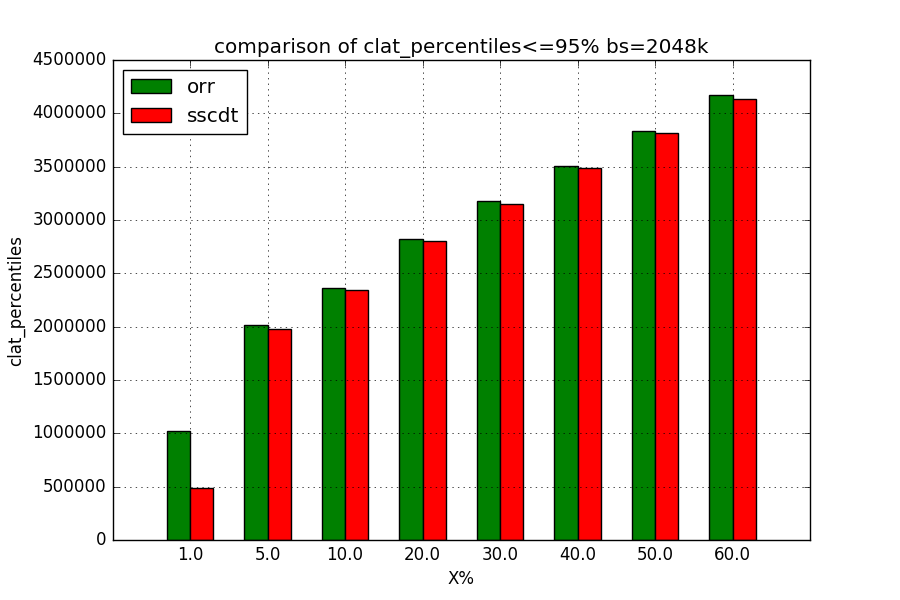 comparison of clat_percentiles<=95% bs=2048k
4500000
4000000
3500000
3000000
2500000
2000000
1500000
1000000
500000
0
clat_percentiles
orr
sscdt
1.0 5.0 10.0 20.0 30.0 40.0 50.0 60.0
X%